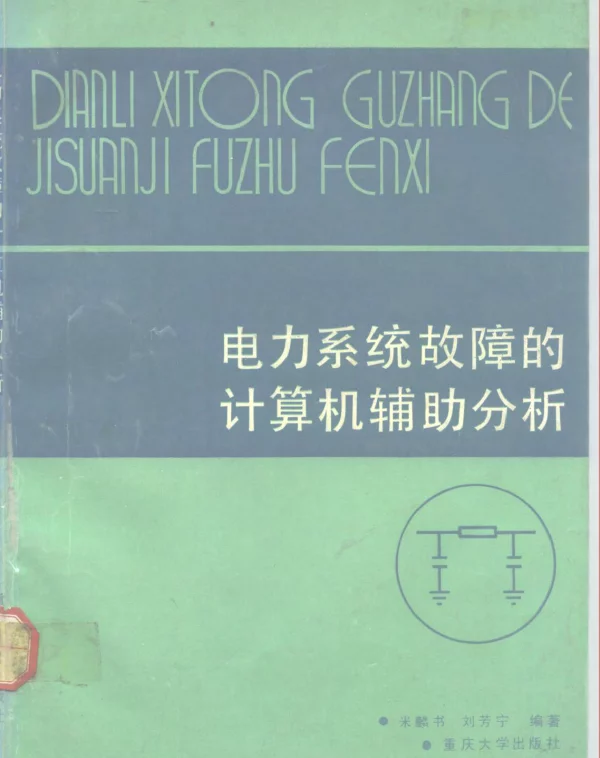 DIANLI XITONG GUZHANG DE
JISUANJI FUZHU FENXI
电力系统故障的
计算机辅助分析
米麟书 刘芳宁 编著
重庆大学出版社